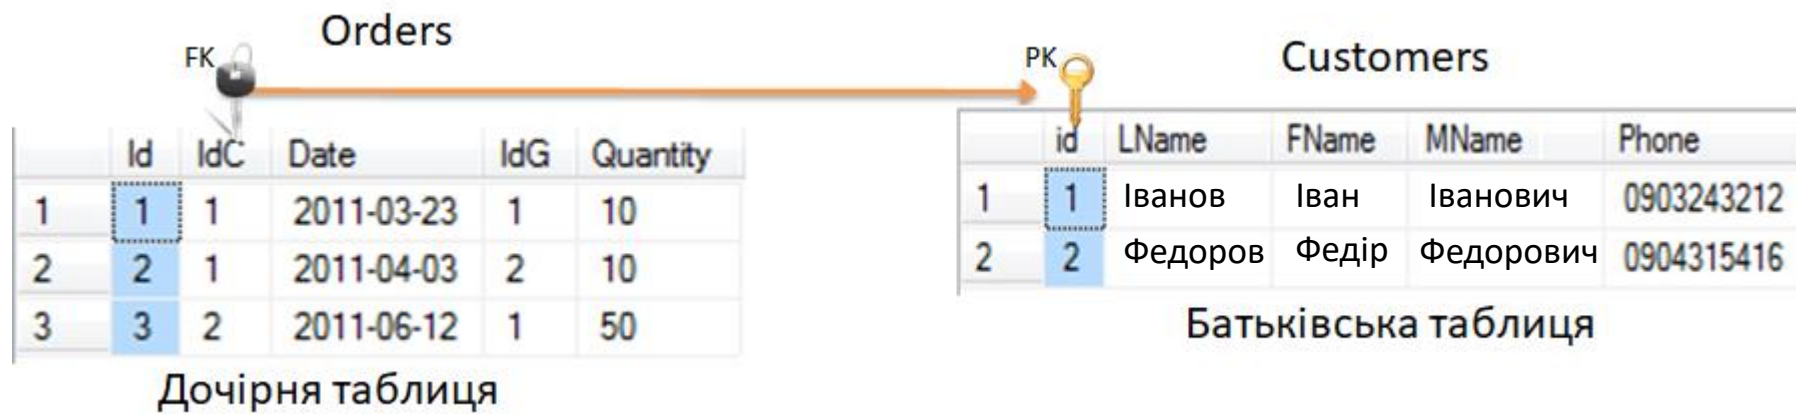 Orders
FK
Id IdC Date IdG Quantity
1 1 1 2011-03-23 1 10
2 2 1 2011-04-03 2 10
3 3 2 2011-06-12 1 50
Дочірня таблиця
PK
Customers
id LName FName MName Phone
1 1 Іванов Іван Іванович 0903243212
2 2 Федоров Федір Федорович 0904315416
Батьківська таблиця